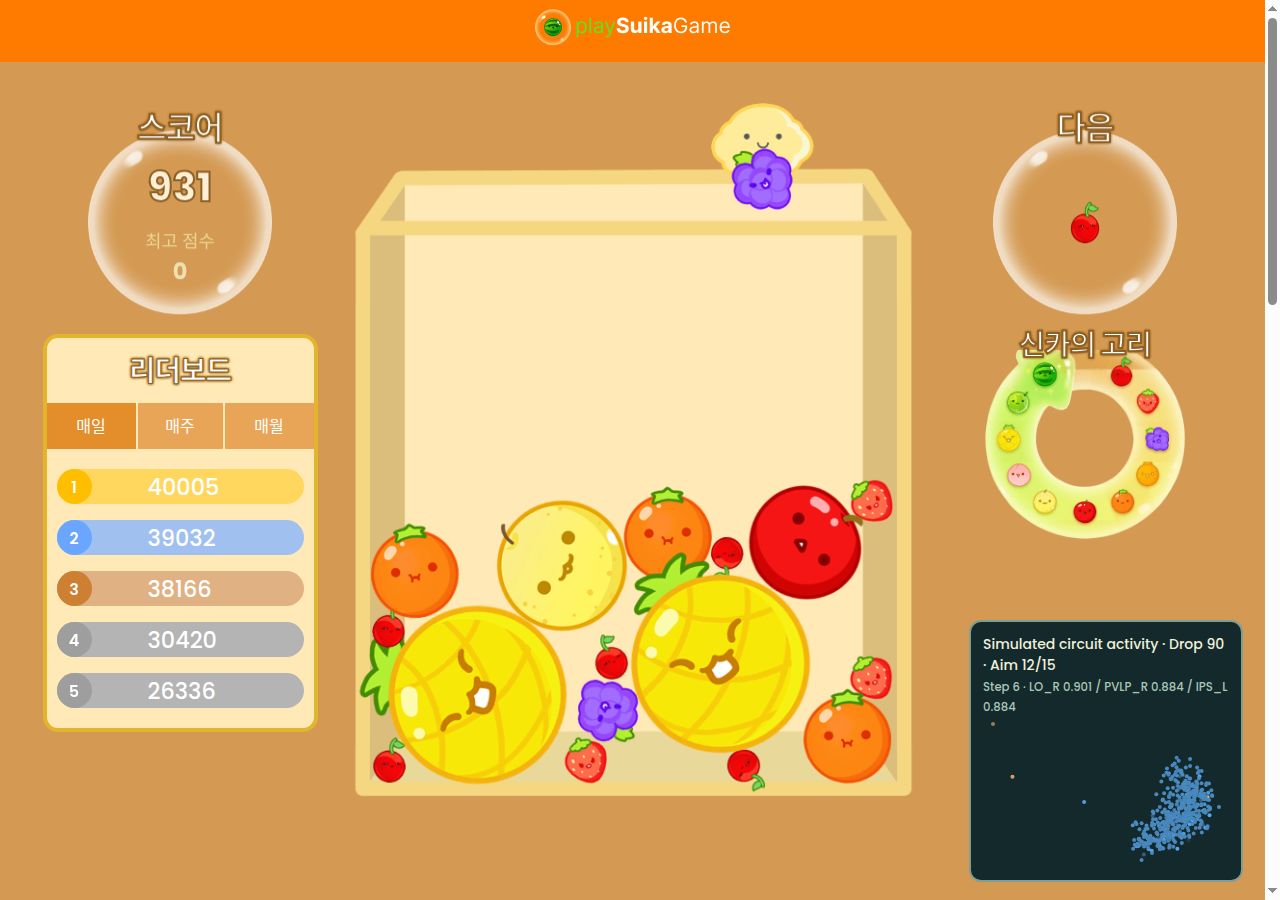 playSuikaGame
스코어
931
최고 점수
0
다음
신캬의 고리
리더보드
매일 매주 매월
1 40005
2 39032
3 38166
4 30420
5 26336
Simulated circuit activity · Drop 90
· Aim 12/15
Step 6 · LO_R 0.901 / PVLP_R 0.884 / IPS_L
0.884